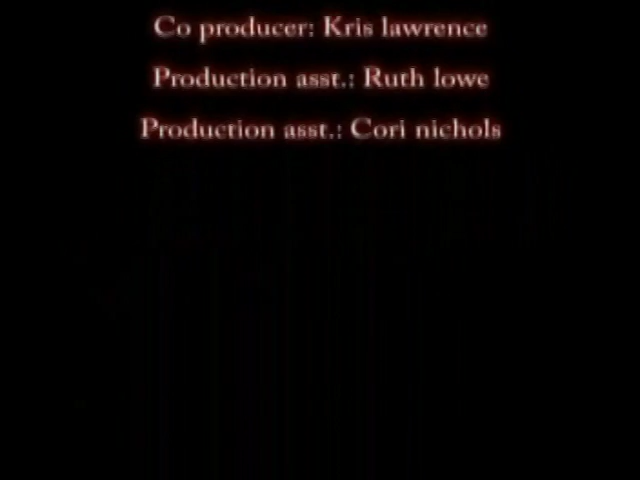 Co producer: Kris lawrence
Production asst.: Ruth lowe
Production asst.: Cori nichols